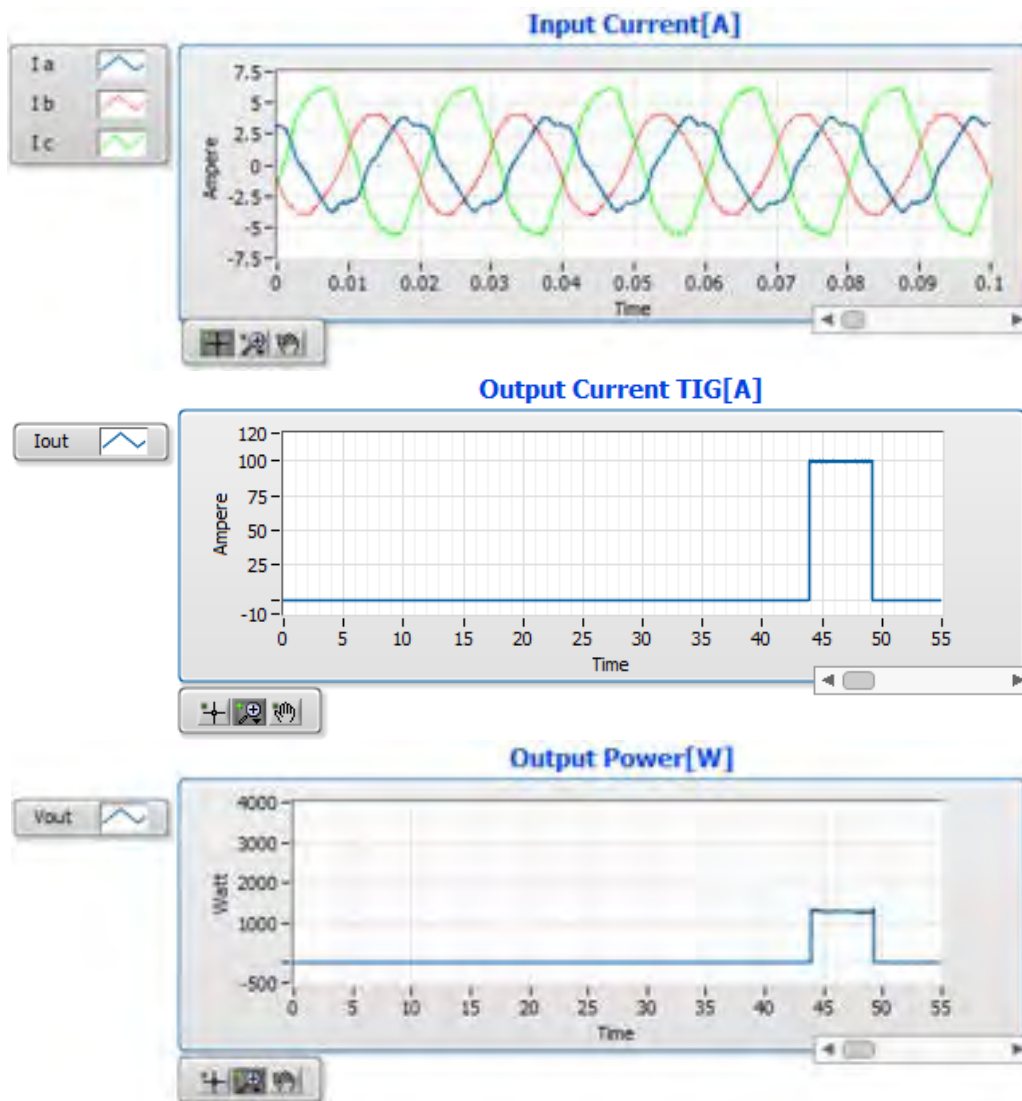 Input Current[A]
Ia
Ib
Ic
7.5
5
2.5
0
-2.5
-5
-7.5
Ampere
0 0.01 0.02 0.03 0.04 0.05 0.06 0.07 0.08 0.09 0.1
Time
Output Current TIG[A]
Iout
120
100
75
50
25
-10
Ampere
0 5 10 15 20 25 30 35 40 45 50 55
Time
Output Power[W]
Vout
4000
3000
2000
1000
-500
Watt
0 5 10 15 20 25 30 35 40 45 50 55
Time